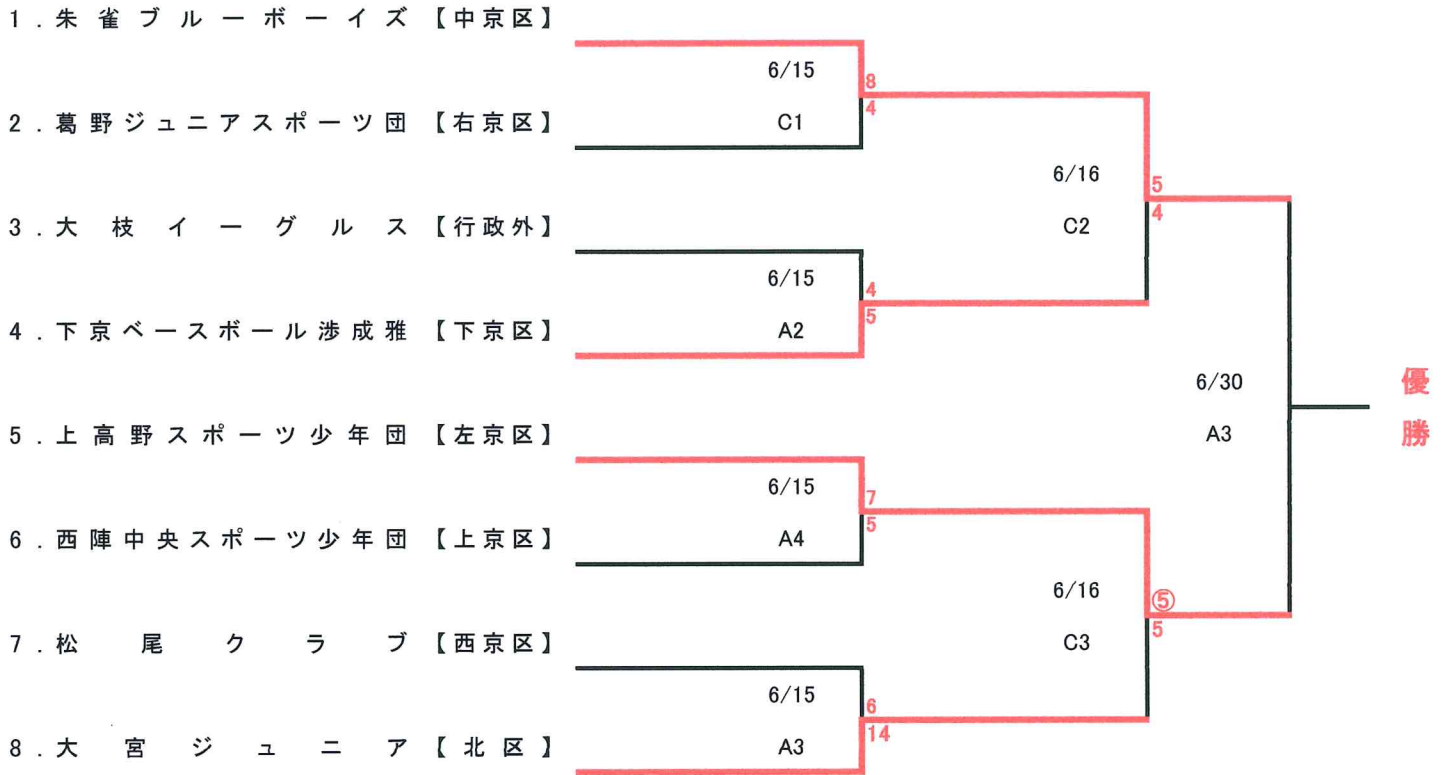 1.朱雀ブルーボーイズ【中京区】
6/15
8
4
C1
2.葛野ジュニアスポーツ団【右京区】
6/16
5
4
C2
3.大枝イーグルス【行政外】
6/15
4
5
A2
4.下京ベースボール渉成雅【下京区】
6/30
A3
優
勝
5.上高野スポーツ少年団【左京区】
6/15
7
5
A4
6.西陣中央スポーツ少年団【上京区】
6/16
⑤
5
C3
7.松尾クラブ【西京区】
6/15
6
14
A3
8.大宮ジュニア【北区】